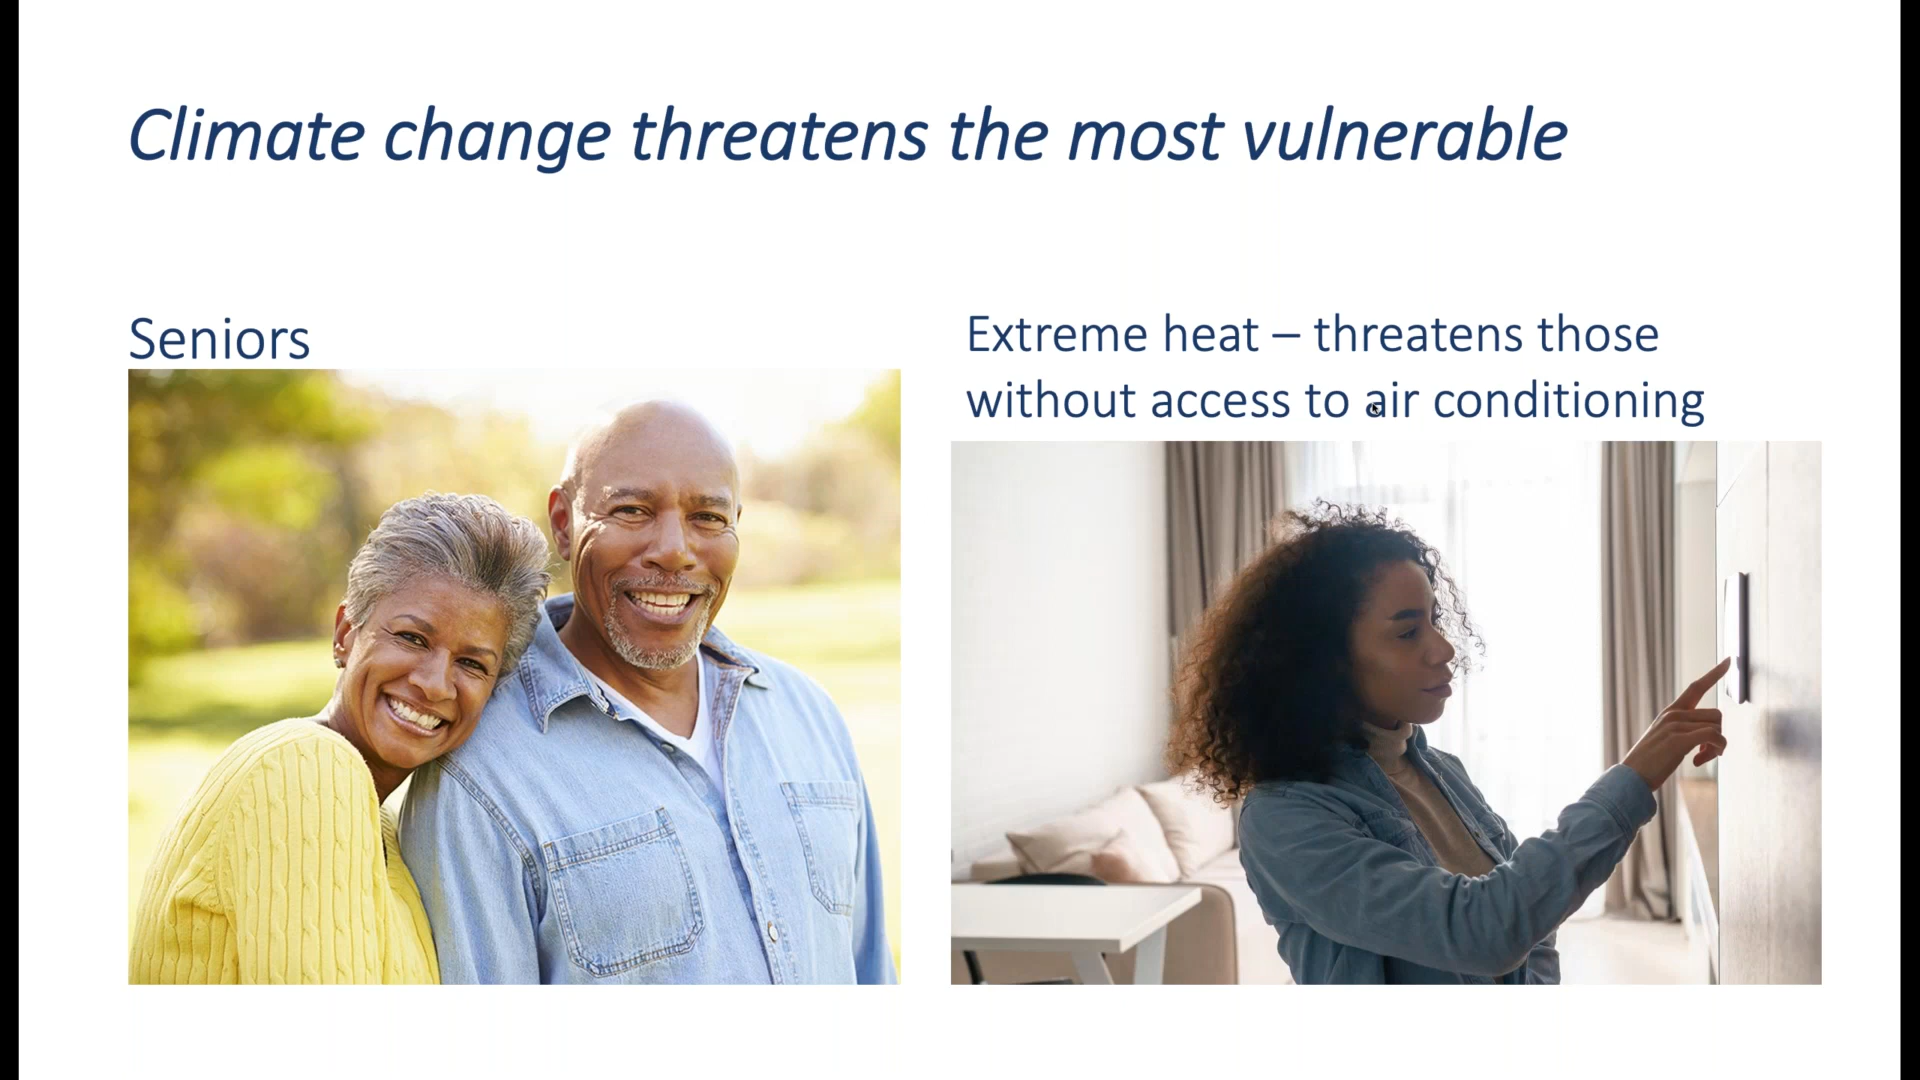 Climate change threatens the most vulnerable
Seniors
Extreme heat – threatens those
without access to air conditioning